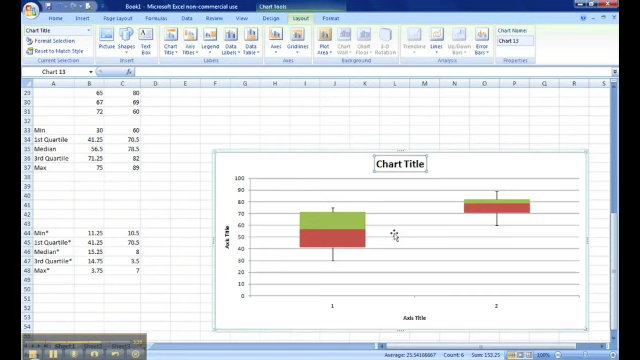 Book1 - Microsoft Excel non-commercial use
Chart Tools
Home
Insert
Page Layout
Formulas
Data
Review
View
Design
Layout
Format
Chart Title
Format Selection
Reset to Match Style
Current Selection
Picture
Shapes
Text Box
Insert
Chart Title
Axis Titles
Legend
Data Labels
Data Table
Labels
Axes
Gridlines
Axes
Plot Area
Chart Wall
Chart Floor
3-D Rotation
Background
Trendline
Lines
Up/Down Bars
Error Bars
Analysis
Chart Name:
Chart 13
Properties
Chart 13
fx
A B C D E F G H I J K L M N O P Q R S
29 65 80
30 67 69
31 72 60
32
33 Min 30 60
34 1st Quartile 41.25 70.5
35 Median 56.5 78.5
36 3rd Quartile 71.25 82
37 Max 75 89
38
41
42
43
44 Min* 11.25 10.5
45 1st Quartile* 41.25 70.5
46 Median* 15.25 8
47 3rd Quartile* 14.75 3.5
48 Max* 3.75 7
49
50
51
52
53
54
Chart Title
Axis Title
100
90
80
70
60
50
40
30
20
10
0
1 2
Axis Title
Sheet1 Sheet2 Sheet3
Average: 25.54166667 Count: 6 Sum: 153.25